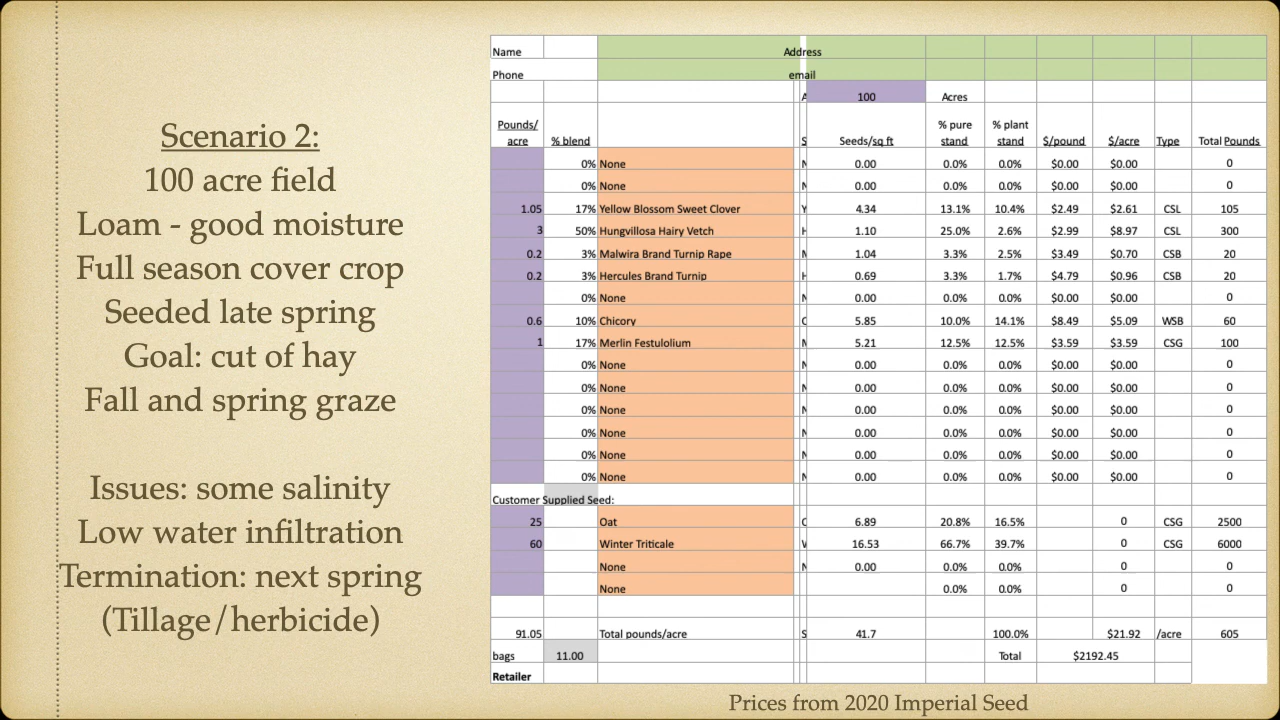 Scenario 2:
100 acre field
Loam - good moisture
Full season cover crop
Seeded late spring
Goal: cut of hay
Fall and spring graze
Issues: some salinity
Low water infiltration
Termination: next spring
(Tillage/herbicide)
Name Address
Phone email
A 100 Acres
Pounds/ acre % blend S Seeds/sq ft % pure stand % plant stand $/pound $/acre Type Total Pounds
0% None N 0.00 0.0% 0.0% $0.00 $0.00 0
0% None N 0.00 0.0% 0.0% $0.00 $0.00 0
1.05 17% Yellow Blossom Sweet Clover Y 4.34 13.1% 10.4% $2.49 $2.61 CSL 105
3 50% Hungvillosa Hairy Vetch H 1.10 25.0% 2.6% $2.99 $8.97 CSL 300
0.2 3% Malwira Brand Turnip Rape M 1.04 3.3% 2.5% $3.49 $0.70 CSB 20
0.2 3% Hercules Brand Turnip H 0.69 3.3% 1.7% $4.79 $0.96 CSB 20
0% None N 0.00 0.0% 0.0% $0.00 $0.00 0
0.6 10% Chicory C 5.85 10.0% 14.1% $8.49 $5.09 WSB 60
1 17% Merlin Festulolium M 5.21 12.5% 12.5% $3.59 $3.59 CSG 100
0% None N 0.00 0.0% 0.0% $0.00 $0.00 0
0% None N 0.00 0.0% 0.0% $0.00 $0.00 0
0% None N 0.00 0.0% 0.0% $0.00 $0.00 0
0% None N 0.00 0.0% 0.0% $0.00 $0.00 0
0% None N 0.00 0.0% 0.0% $0.00 $0.00 0
0% None N 0.00 0.0% 0.0% $0.00 $0.00 0
Customer Supplied Seed:
25 Oat 6.89 20.8% 16.5% 0 CSG 2500
60 Winter Triticale 16.53 66.7% 39.7% 0 CSG 6000
None N 0.00 0.0% 0.0% 0 0
None 0.0% 0.0% 0 0
91.05 Total pounds/acre S 41.7 100.0% $21.92 /acre 605
bags 11.00 Total $2192.45
Retailer
Prices from 2020 Imperial Seed